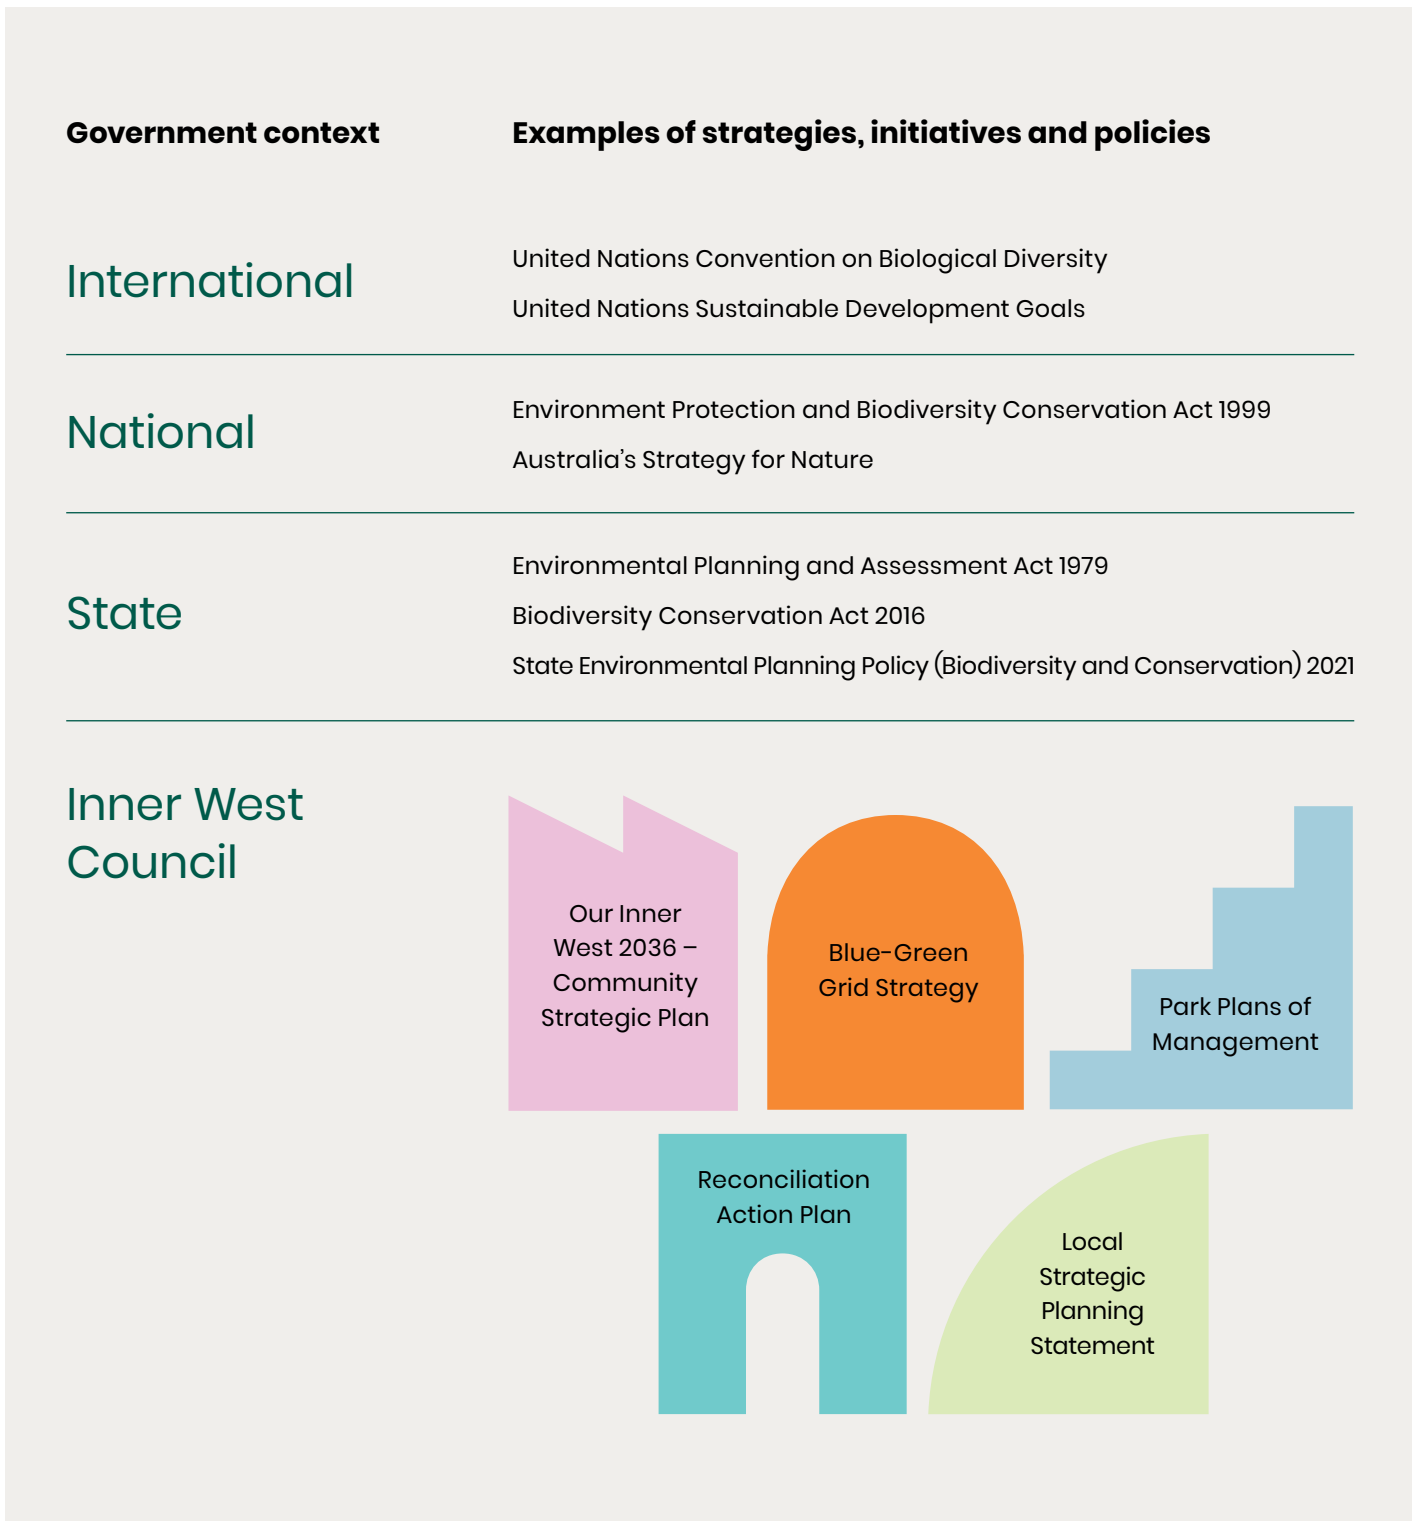 Government context
Examples of strategies, initiatives and policies
International
United Nations Convention on Biological Diversity
United Nations Sustainable Development Goals
National
Environment Protection and Biodiversity Conservation Act 1999
Australia’s Strategy for Nature
State
Environmental Planning and Assessment Act 1979
Biodiversity Conservation Act 2016
State Environmental Planning Policy (Biodiversity and Conservation) 2021
Inner West
Council
Our Inner
West 2036 –
Community
Strategic Plan
Blue-Green
Grid Strategy
Park Plans of
Management
Reconciliation
Action Plan
Local
Strategic
Planning
Statement